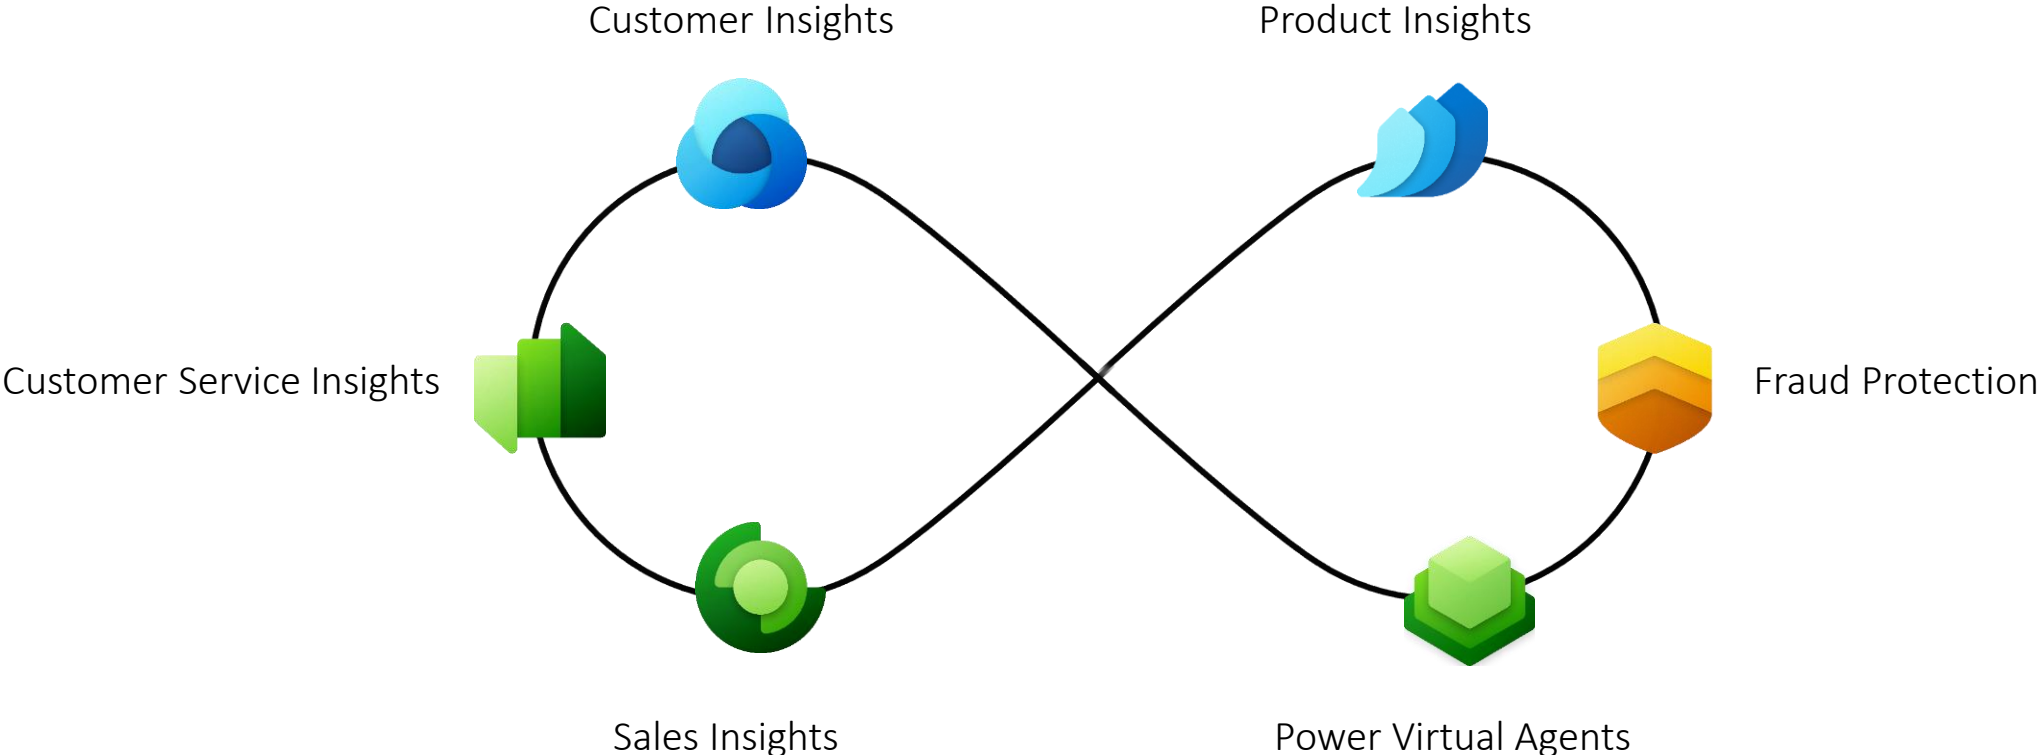 Customer Insights
Product Insights
Customer Service Insights
Fraud Protection
Sales Insights
Power Virtual Agents